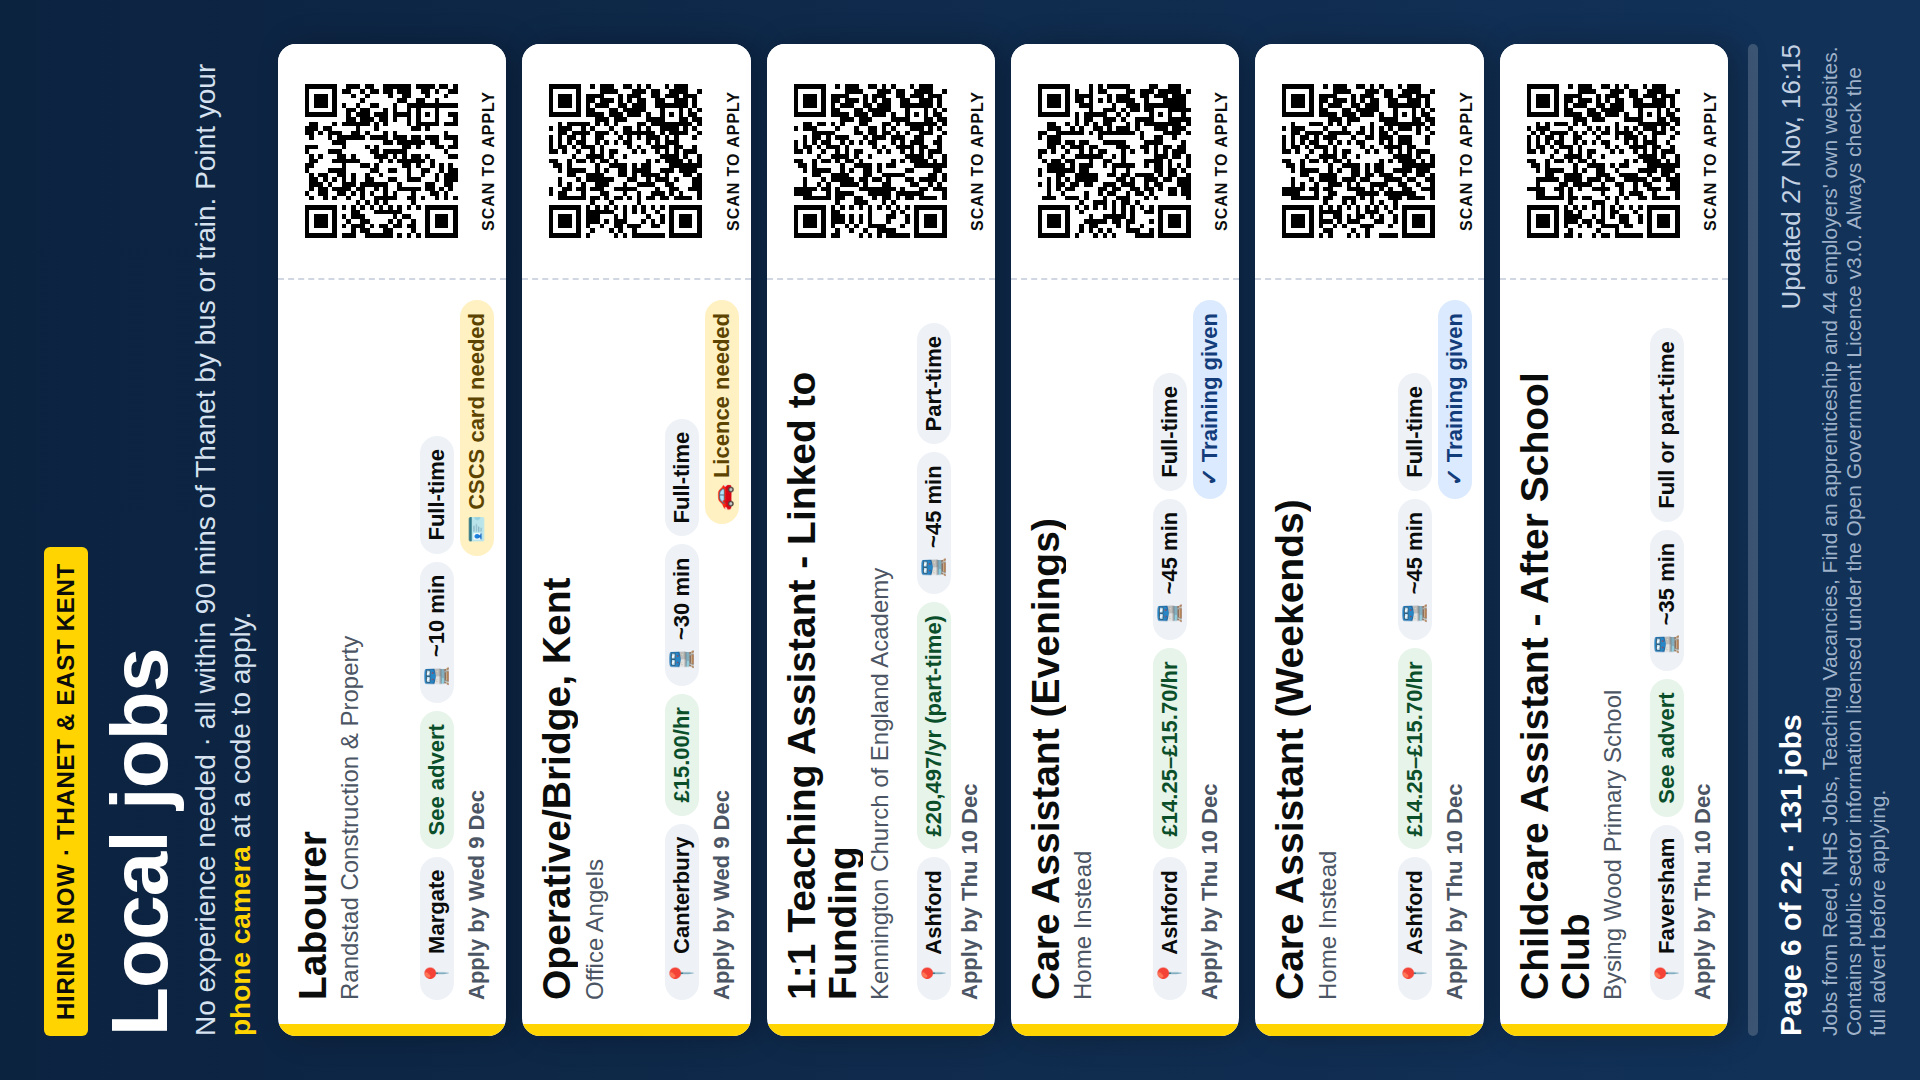 HIRING NOW · THANET & EAST KENT
Local jobs
No experience needed · all within 90 mins of Thanet by bus or train. Point your
phone camera at a code to apply.
Labourer
Randstad Construction & Property
📍 Margate
See advert
🚆 ~10 min
Full-time
🪪 CSCS card needed
Apply by Wed 9 Dec
SCAN TO APPLY
Operative/Bridge, Kent
Office Angels
📍 Canterbury
£15.00/hr
🚆 ~30 min
Full-time
🚗 Licence needed
Apply by Wed 9 Dec
SCAN TO APPLY
1:1 Teaching Assistant - Linked to
Funding
Kennington Church of England Academy
📍 Ashford
£20,497/yr (part-time)
🚆 ~45 min
Part-time
Apply by Thu 10 Dec
SCAN TO APPLY
Care Assistant (Evenings)
Home Instead
📍 Ashford
£14.25–£15.70/hr
🚆 ~45 min
Full-time
✓ Training given
Apply by Thu 10 Dec
SCAN TO APPLY
Care Assistant (Weekends)
Home Instead
📍 Ashford
£14.25–£15.70/hr
🚆 ~45 min
Full-time
✓ Training given
Apply by Thu 10 Dec
SCAN TO APPLY
Childcare Assistant - After School
Club
Bysing Wood Primary School
📍 Faversham
See advert
🚆 ~35 min
Full or part-time
Apply by Thu 10 Dec
SCAN TO APPLY
Page 6 of 22 · 131 jobs
Updated 27 Nov, 16:15
Jobs from Reed, NHS Jobs, Teaching Vacancies, Find an apprenticeship and 44 employers' own websites.
Contains public sector information licensed under the Open Government Licence v3.0. Always check the
full advert before applying.